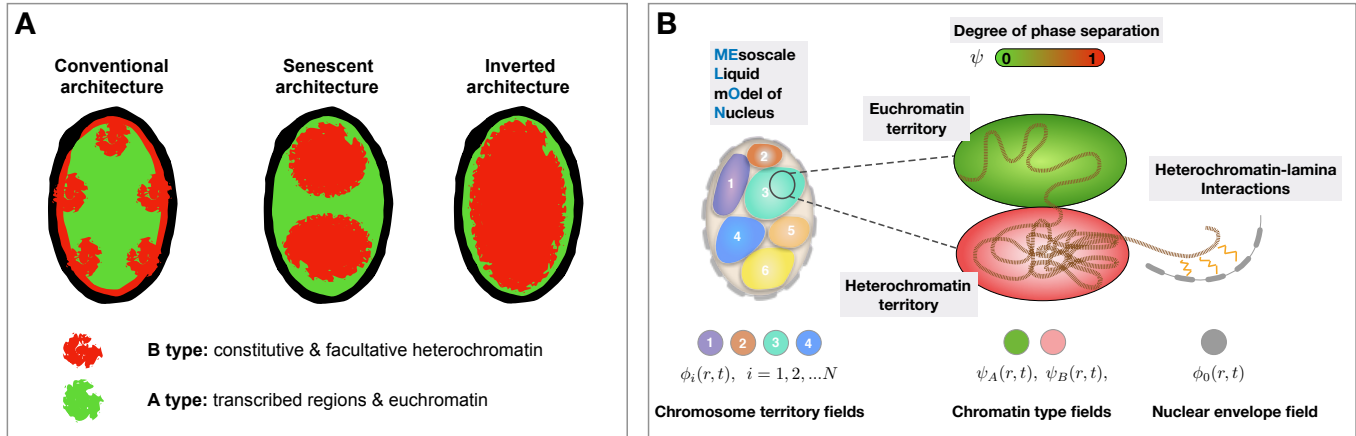 A
Conventional
architecture
Senescent
architecture
Inverted
architecture
B type: constitutive & facultative heterochromatin
A type: transcribed regions & euchromatin
B
MEsoscale
Liquid
mOdel of
Nucleus
Degree of phase separation
ψ 0 1
Euchromatin
territory
Heterochromatin-lamina
Interactions
Heterochromatin
territory
1
2
3
4
5
6
1 2 3 4
ϕᵢ(r, t), i = 1, 2, ...N
Chromosome territory fields
ψ_A(r, t), ψ_B(r, t),
Chromatin type fields
ϕ₀(r, t)
Nuclear envelope field